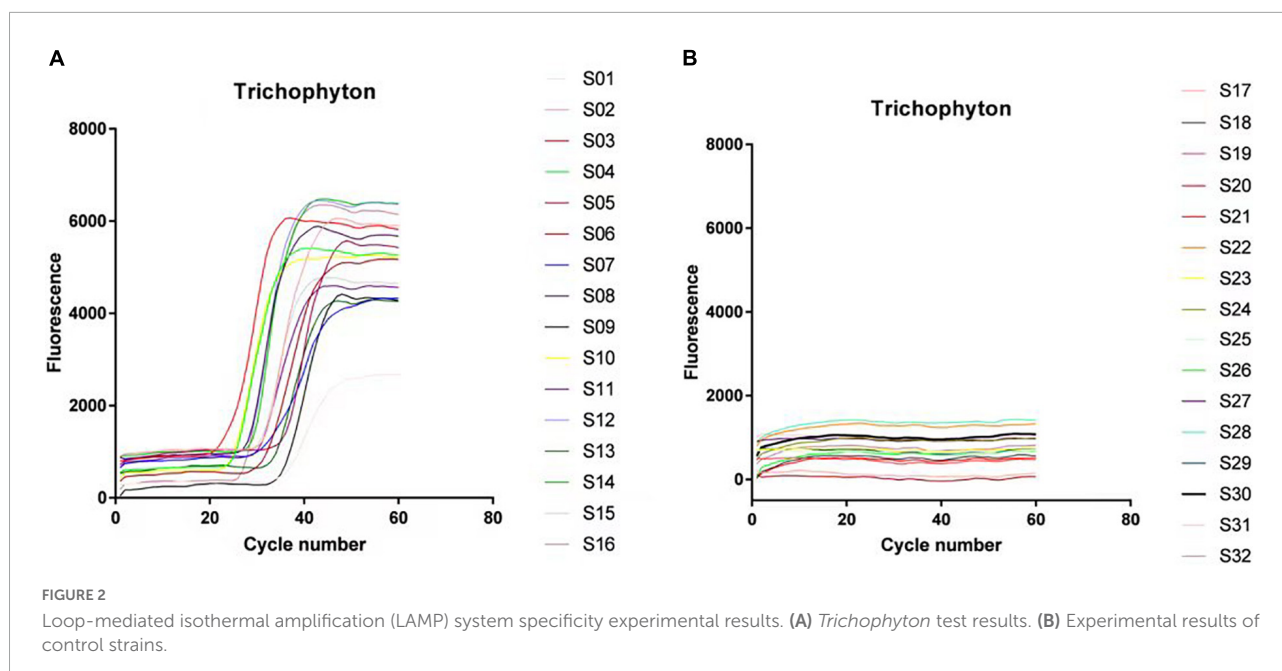 A
Trichophyton
8000
6000
4000
2000
0
0 20 40 60 80
Fluorescence
Cycle number
S01
S02
S03
S04
S05
S06
S07
S08
S09
S10
S11
S12
S13
S14
S15
S16
B
Trichophyton
8000
6000
4000
2000
0
0 20 40 60 80
Fluorescence
Cycle number
S17
S18
S19
S20
S21
S22
S23
S24
S25
S26
S27
S28
S29
S30
S31
S32
FIGURE 2
Loop-mediated isothermal amplification (LAMP) system specificity experimental results. (A) Trichophyton test results. (B) Experimental results of
control strains.